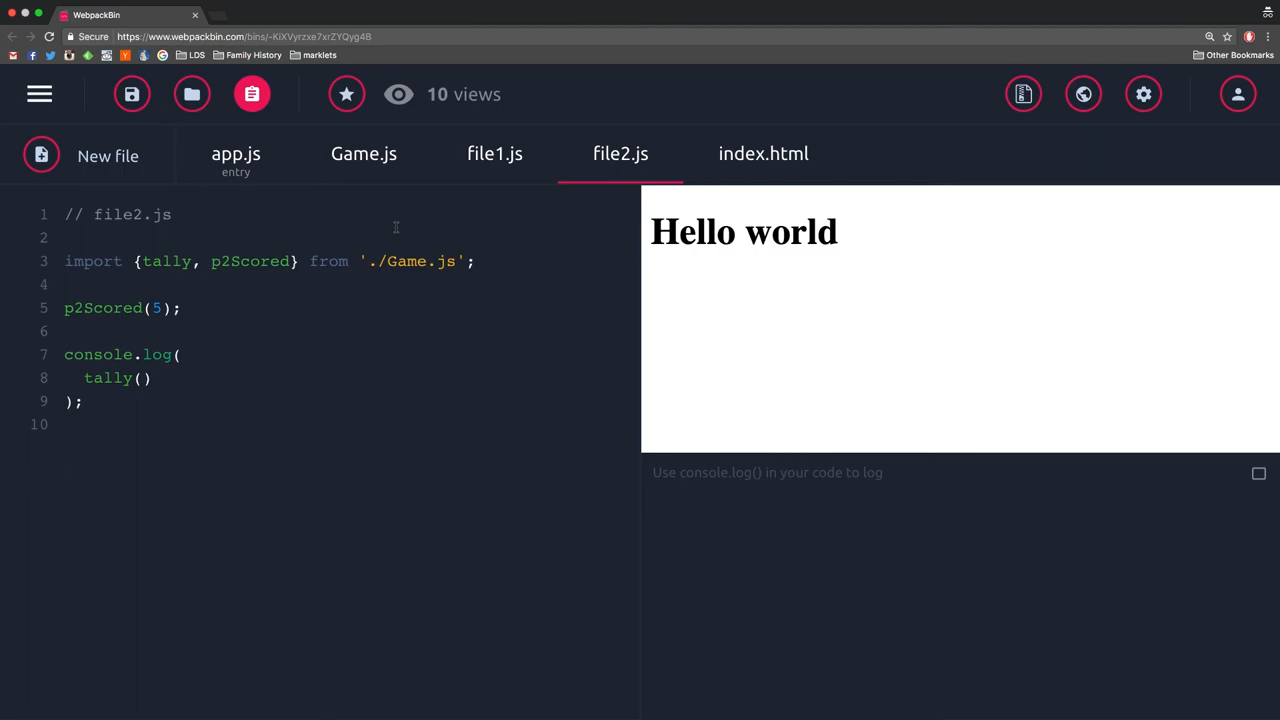 WebpackBin
Secure https://www.webpackbin.com/bins/-KiXVyrzxe7xrZYQyg4B
LDS Family History marklets Other Bookmarks
10 views
New file
app.js
entry
Game.js
file1.js
file2.js
index.html
1 // file2.js
2
3 import {tally, p2Scored} from './Game.js';
4
5 p2Scored(5);
6
7 console.log(
8 tally()
9 );
10
Hello world
Use console.log() in your code to log